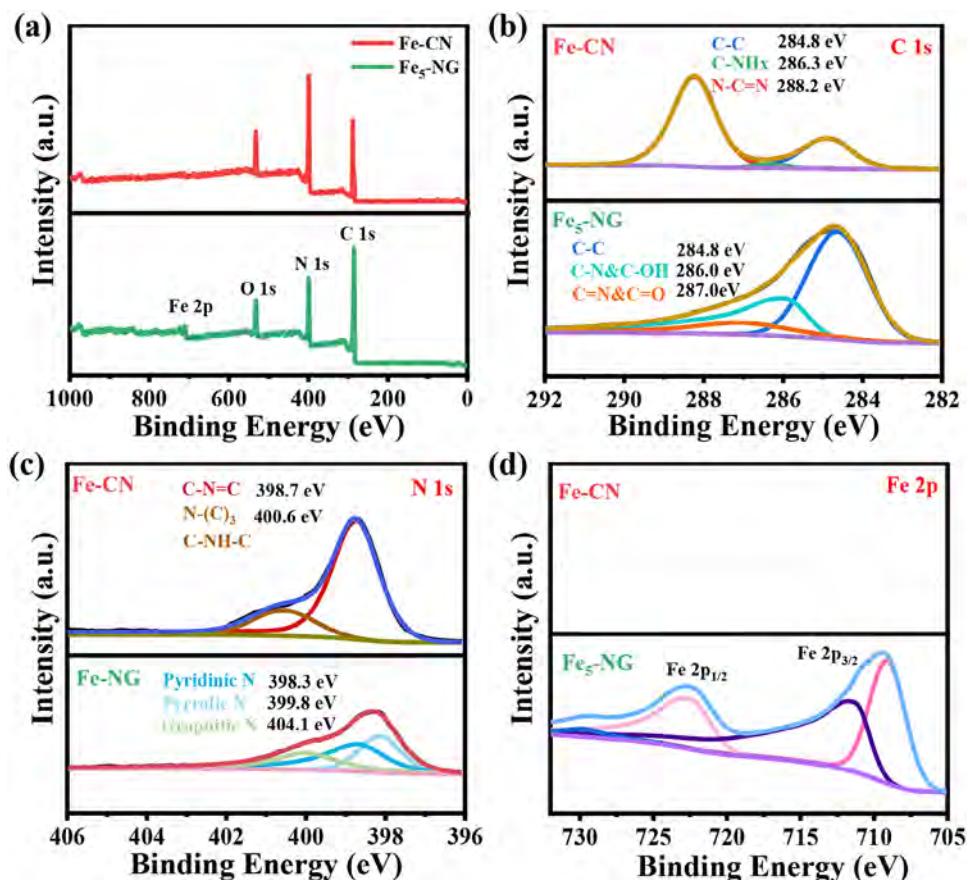 (a)
Fe-CN
Fe₅-NG
Fe 2p
O 1s
N 1s
C 1s
Intensity (a.u.)
1000 800 600 400 200 0
Binding Energy (eV)
(b)
Fe-CN
C 1s
C-C 284.8 eV
C-NHx 286.3 eV
N-C=N 288.2 eV
Fe₅-NG
C-C 284.8 eV
C-N&C-OH 286.0 eV
C=N&C=O 287.0eV
Intensity (a.u.)
292 290 288 286 284 282
Binding Energy (eV)
(c)
Fe-CN
N 1s
C-N=C 398.7 eV
N-(C)₃ 400.6 eV
C-NH-C
Fe-NG
Pyridinic N 398.3 eV
N 399.8 eV
N 404.1 eV
Intensity (a.u.)
406 404 402 400 398 396
Binding Energy (eV)
(d)
Fe-CN
Fe 2p
Fe₅-NG
Fe 2p₁/₂
Fe 2p₃/₂
Intensity (a.u.)
730 725 720 715 710 705
Binding Energy (eV)